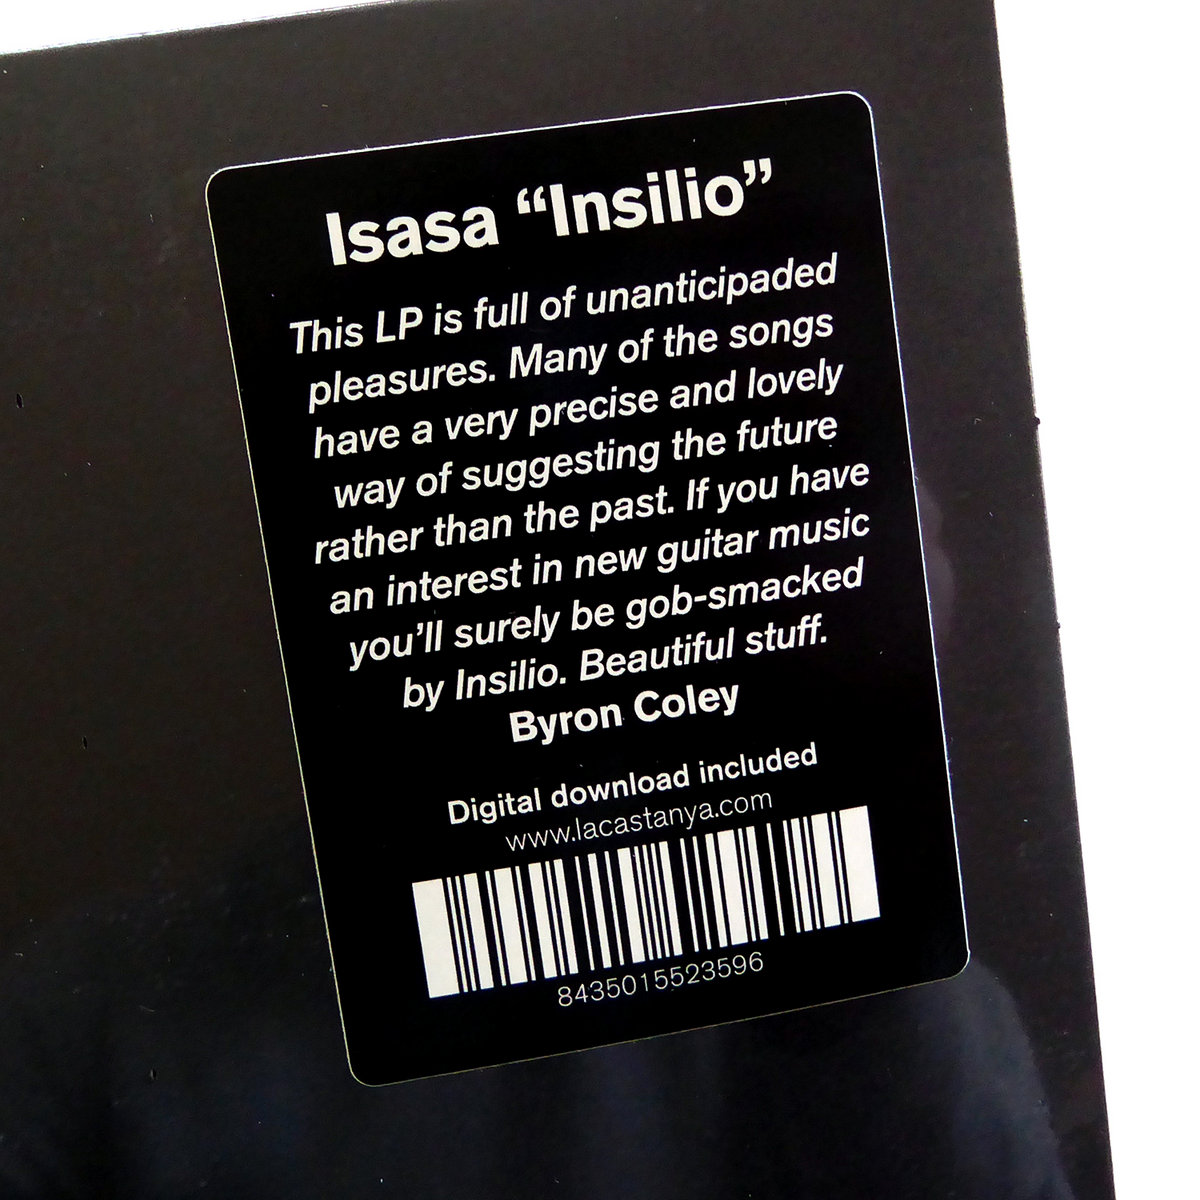 Isasa “Insilio”
This LP is full of unanticipaded
pleasures. Many of the songs
have a very precise and lovely
way of suggesting the future
rather than the past. If you have
an interest in new guitar music
you’ll surely be gob-smacked
by Insilio. Beautiful stuff.
Byron Coley
Digital download included
www.lacastanya.com
8435015523596